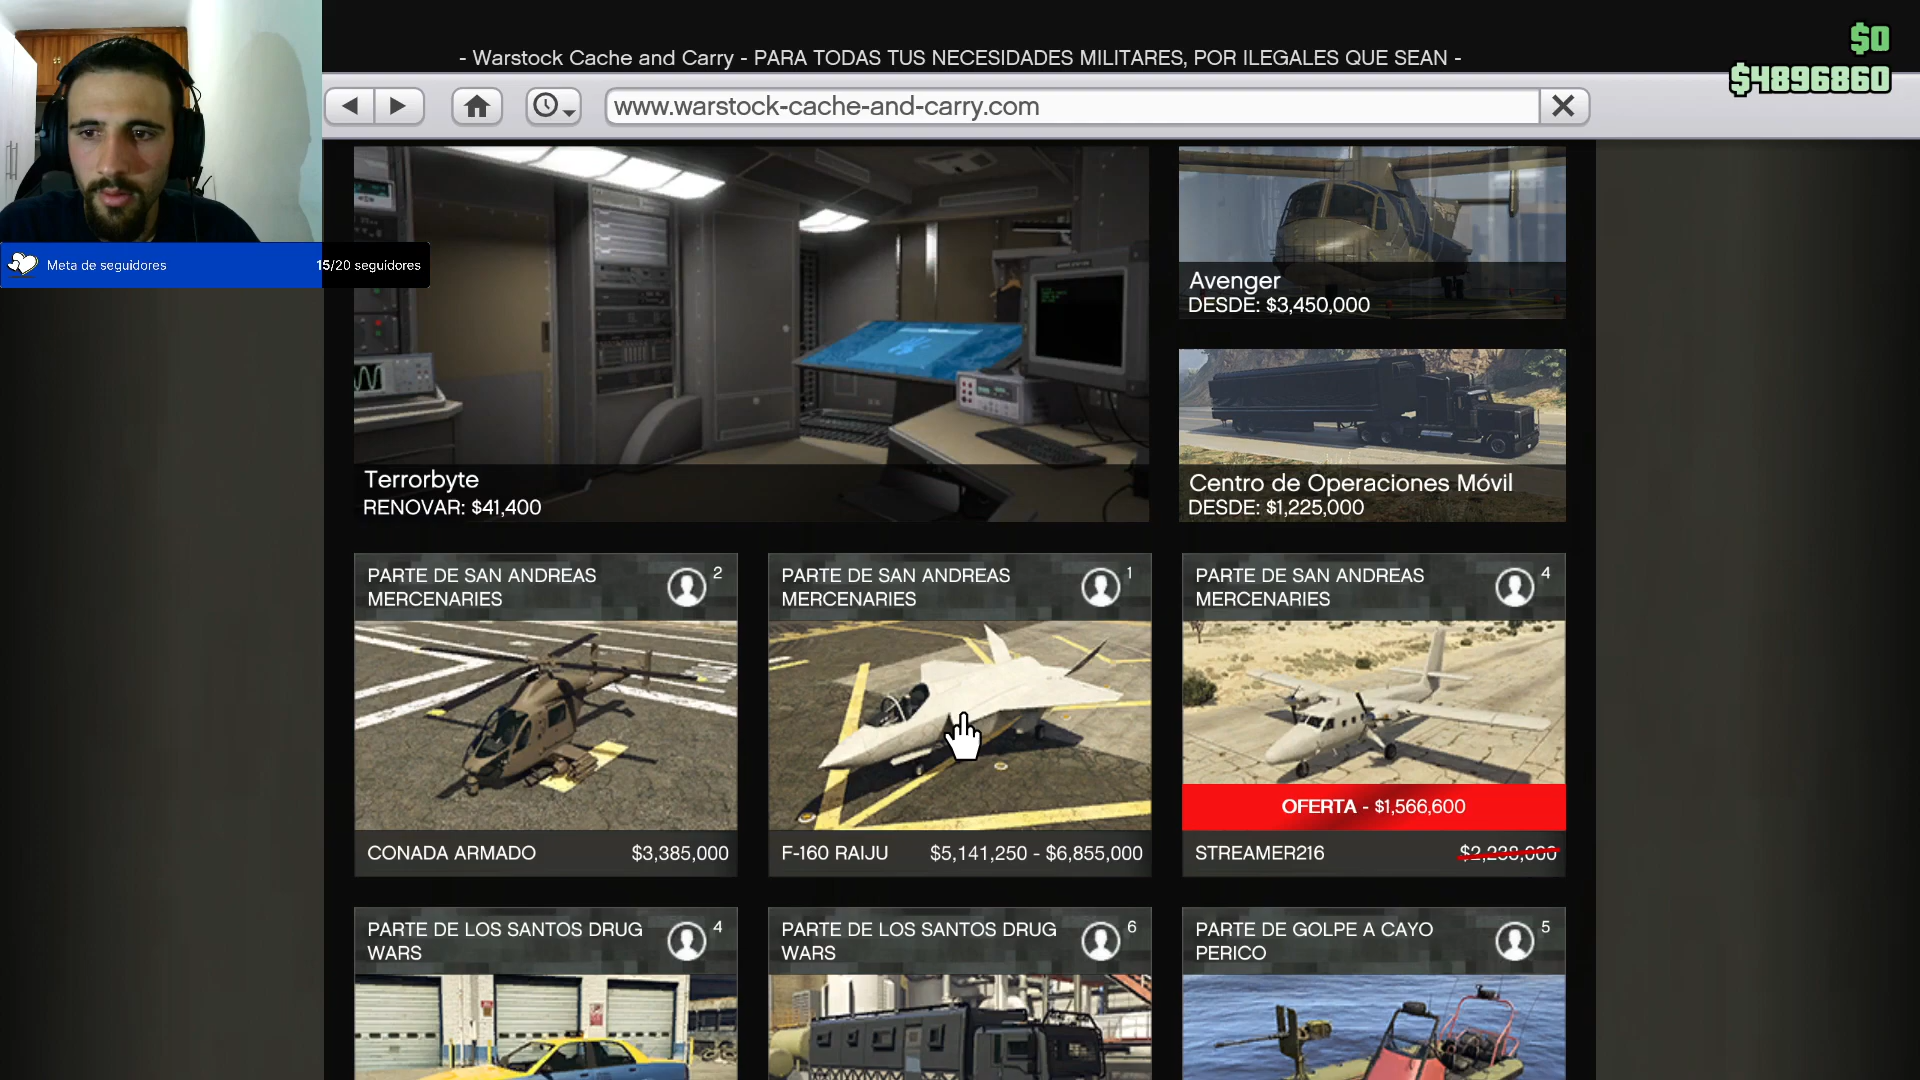 - Warstock Cache and Carry - PARA TODAS TUS NECESIDADES MILITARES, POR ILEGALES QUE SEAN -
$0
$4896860
www.warstock-cache-and-carry.com
Meta de seguidores
15/20 seguidores
Avenger
DESDE: $3,450,000
Terrorbyte
RENOVAR: $41,400
Centro de Operaciones Móvil
DESDE: $1,225,000
PARTE DE SAN ANDREAS
MERCENARIES
2
CONADA ARMADO
$3,385,000
PARTE DE SAN ANDREAS
MERCENARIES
1
F-160 RAIJU
$5,141,250 - $6,855,000
PARTE DE SAN ANDREAS
MERCENARIES
4
OFERTA - $1,566,600
STREAMER216
$2,238,000
PARTE DE LOS SANTOS DRUG
WARS
4
PARTE DE LOS SANTOS DRUG
WARS
6
PARTE DE GOLPE A CAYO
PERICO
5